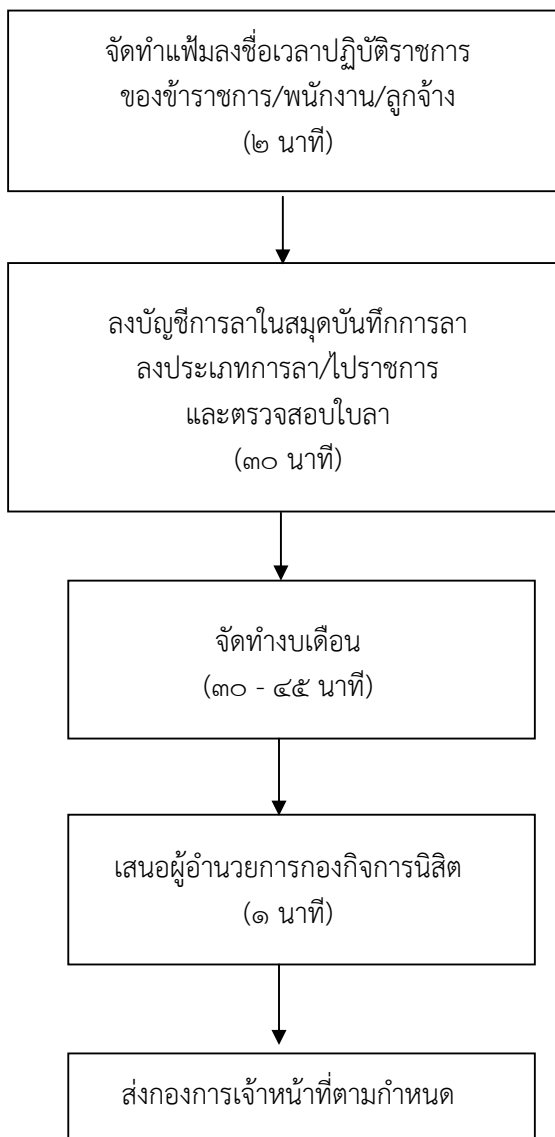 จัดทำแฟ้มลงชื่อเวลาปฏิบัติราชการ
ของข้าราชการ/พนักงาน/ลูกจ้าง
(๒ นาที)
ลงบัญชีการลาในสมุดบันทึกการลา
ลงประเภทการลา/ไปราชการ
และตรวจสอบใบลา
(๓๐ นาที)
จัดทำงบเดือน
(๓๐ - ๔๕ นาที)
เสนอผู้อำนวยการกองกิจการนิสิต
(๑ นาที)
ส่งกองการเจ้าหน้าที่ตามกำหนด